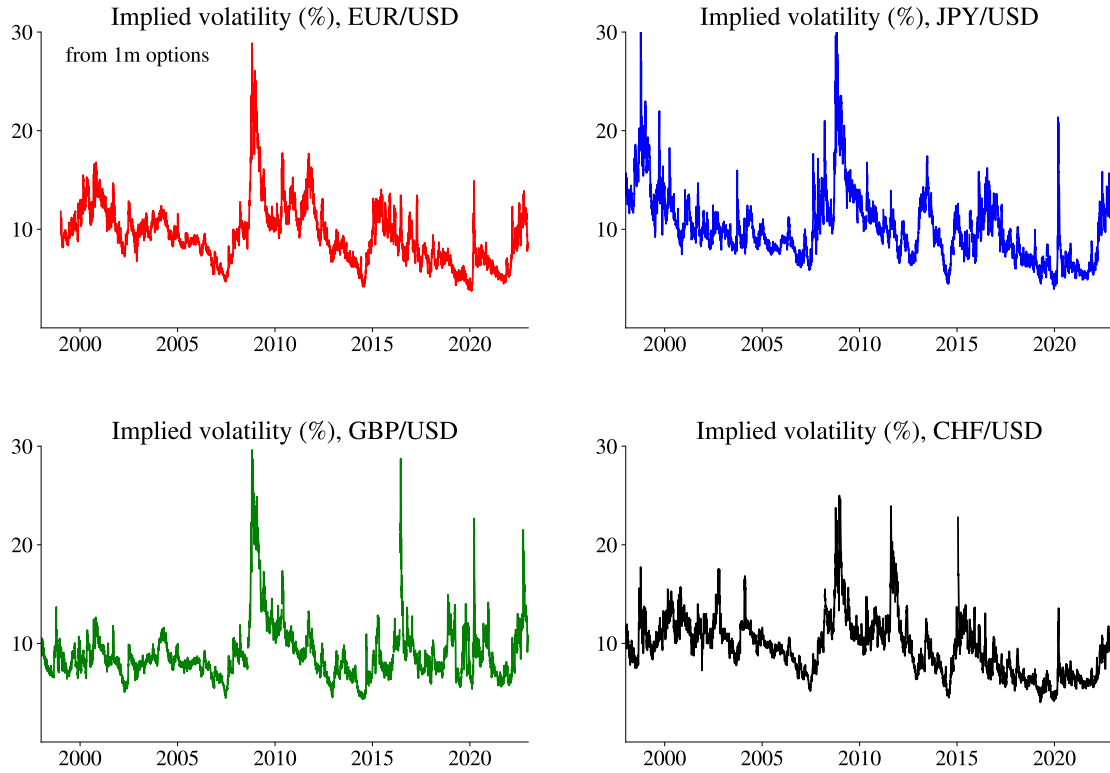 Implied volatility (%), EUR/USD
from 1m options
30
20
10
2000 2005 2010 2015 2020
Implied volatility (%), JPY/USD
30
20
10
2000 2005 2010 2015 2020
Implied volatility (%), GBP/USD
30
20
10
2000 2005 2010 2015 2020
Implied volatility (%), CHF/USD
30
20
10
2000 2005 2010 2015 2020